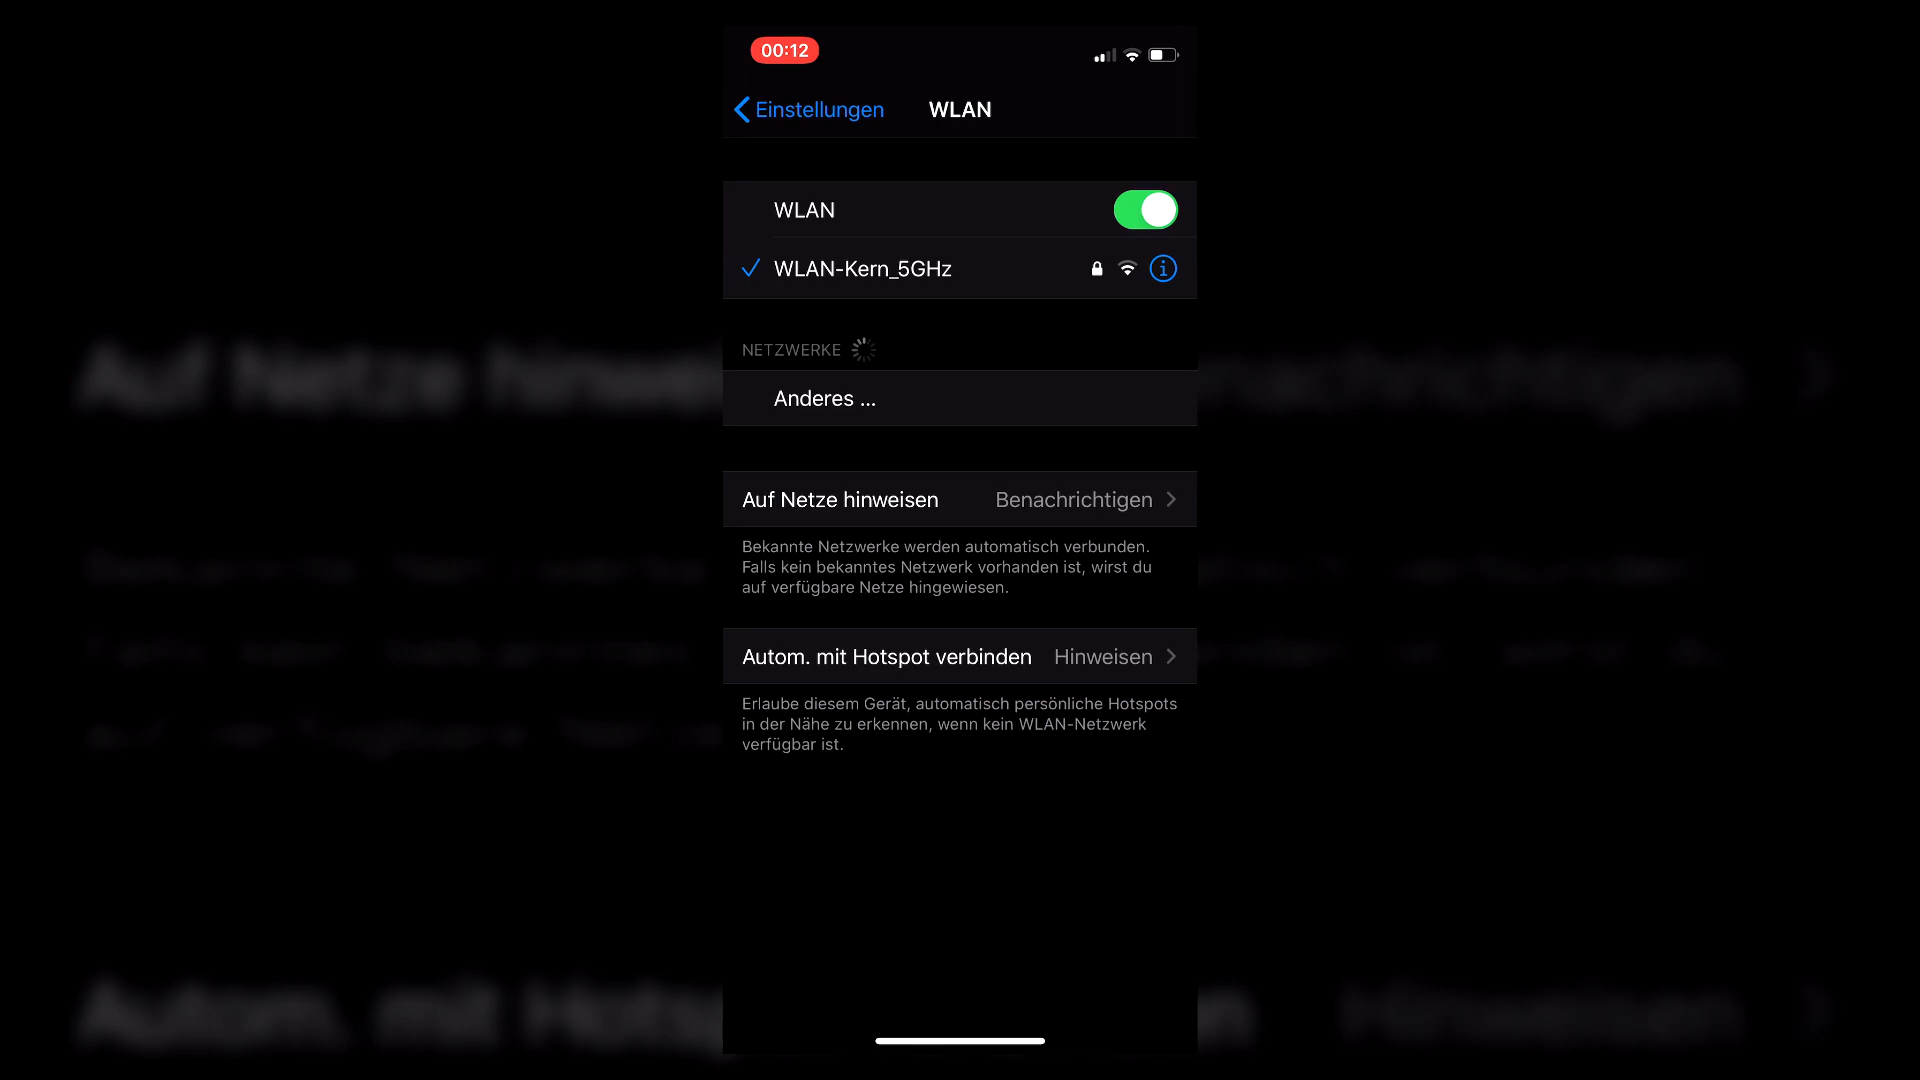 00:12
Einstellungen
WLAN
WLAN
WLAN-Kern_5GHz
NETZWERKE
Anderes ...
Auf Netze hinweisen Benachrichtigen
Bekannte Netzwerke werden automatisch verbunden.
Falls kein bekanntes Netzwerk vorhanden ist, wirst du
auf verfügbare Netze hingewiesen.
Autom. mit Hotspot verbinden Hinweisen
Erlaube diesem Gerät, automatisch persönliche Hotspots
in der Nähe zu erkennen, wenn kein WLAN-Netzwerk
verfügbar ist.